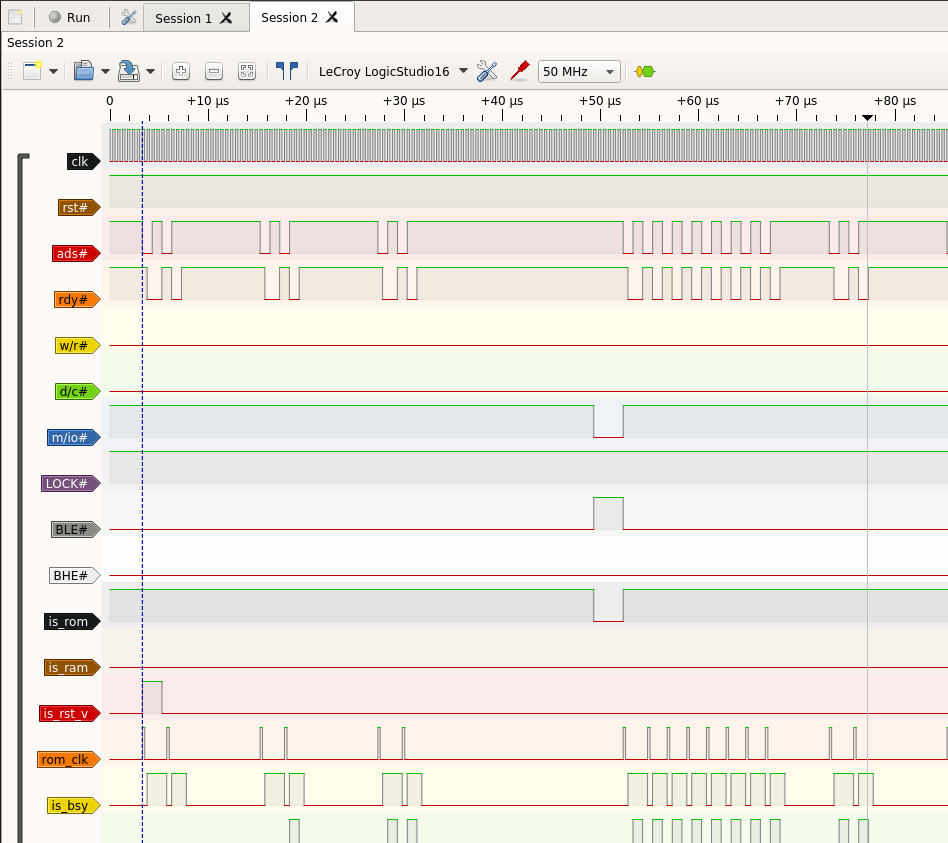 Run
Session 1
Session 2
Session 2
LeCroy LogicStudio16
50 MHz
0 +10 µs +20 µs +30 µs +40 µs +50 µs +60 µs +70 µs +80 µs
clk
rst#
ads#
rdy#
w/r#
d/c#
m/io#
LOCK#
BLE#
BHE#
is_rom
is_ram
is_rst_v
rom_clk
is_bsy